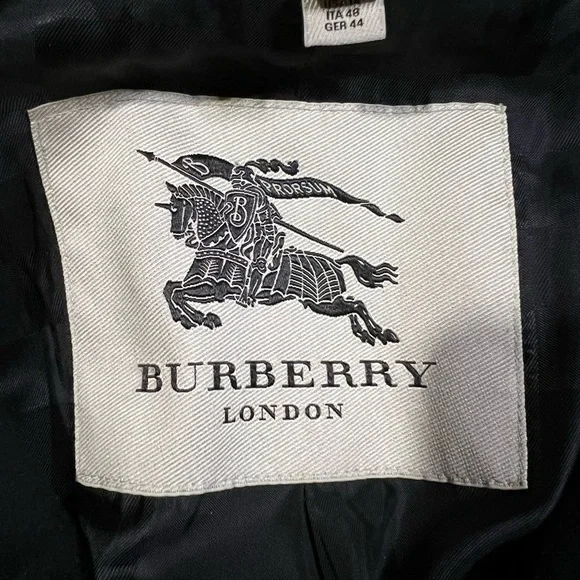 ITA 48
GER 44
B PRORSUM
B
BURBERRY
LONDON